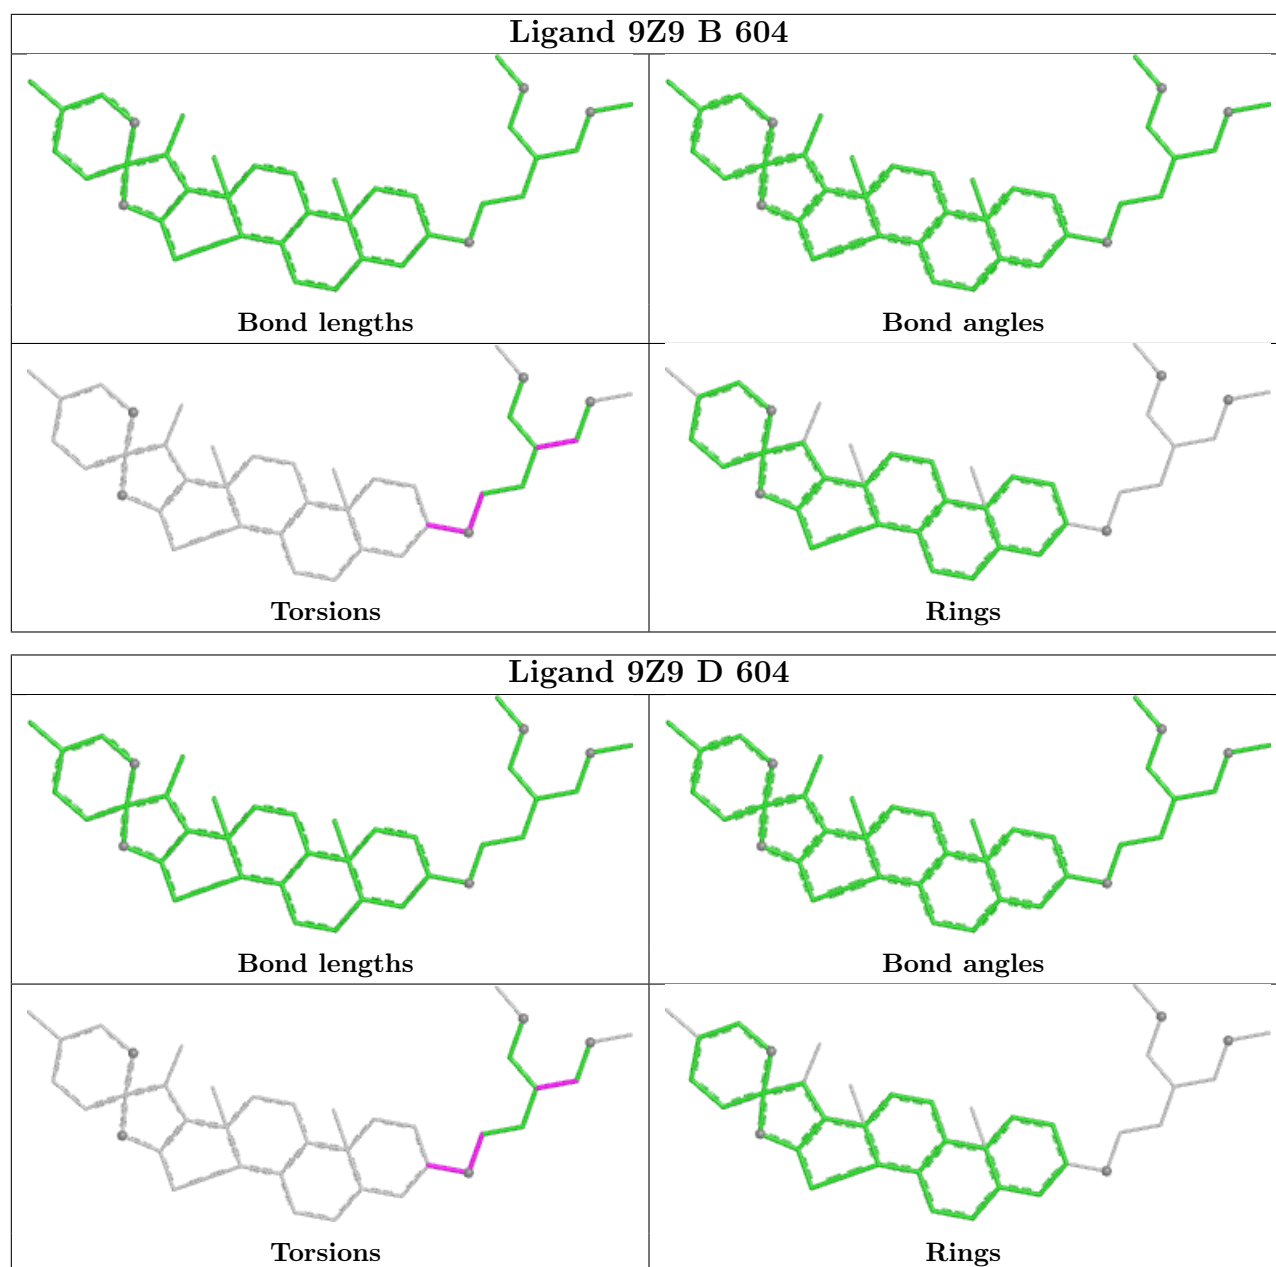 Ligand 9Z9 B 604
Bond lengths
Bond angles
Torsions
Rings
Ligand 9Z9 D 604
Bond lengths
Bond angles
Torsions
Rings